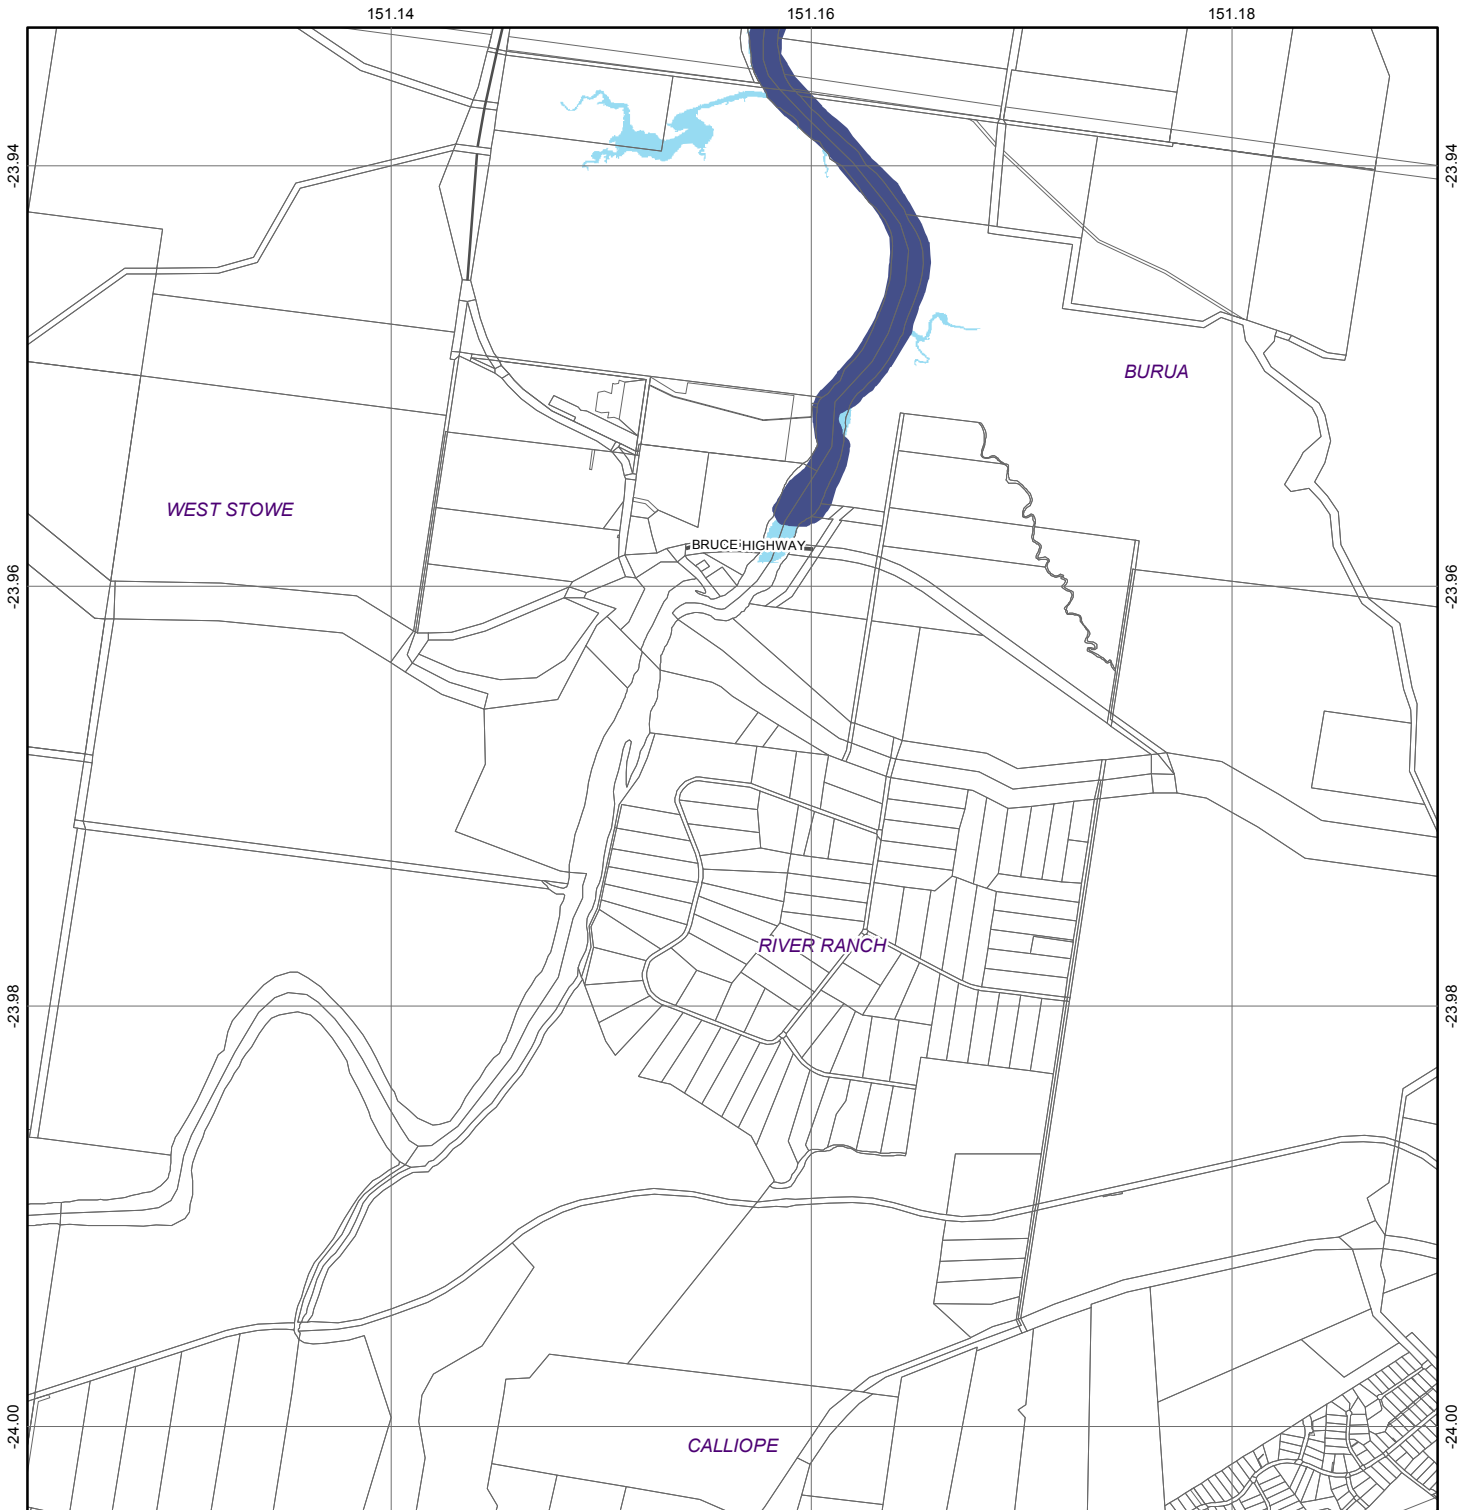 151.14 151.16 151.18
-23.94 -23.94
BURUA
WEST STOWE
BRUCE HIGHWAY
-23.96 -23.96
RIVER RANCH
-23.98 -23.98
-24.00 -24.00
CALLIOPE